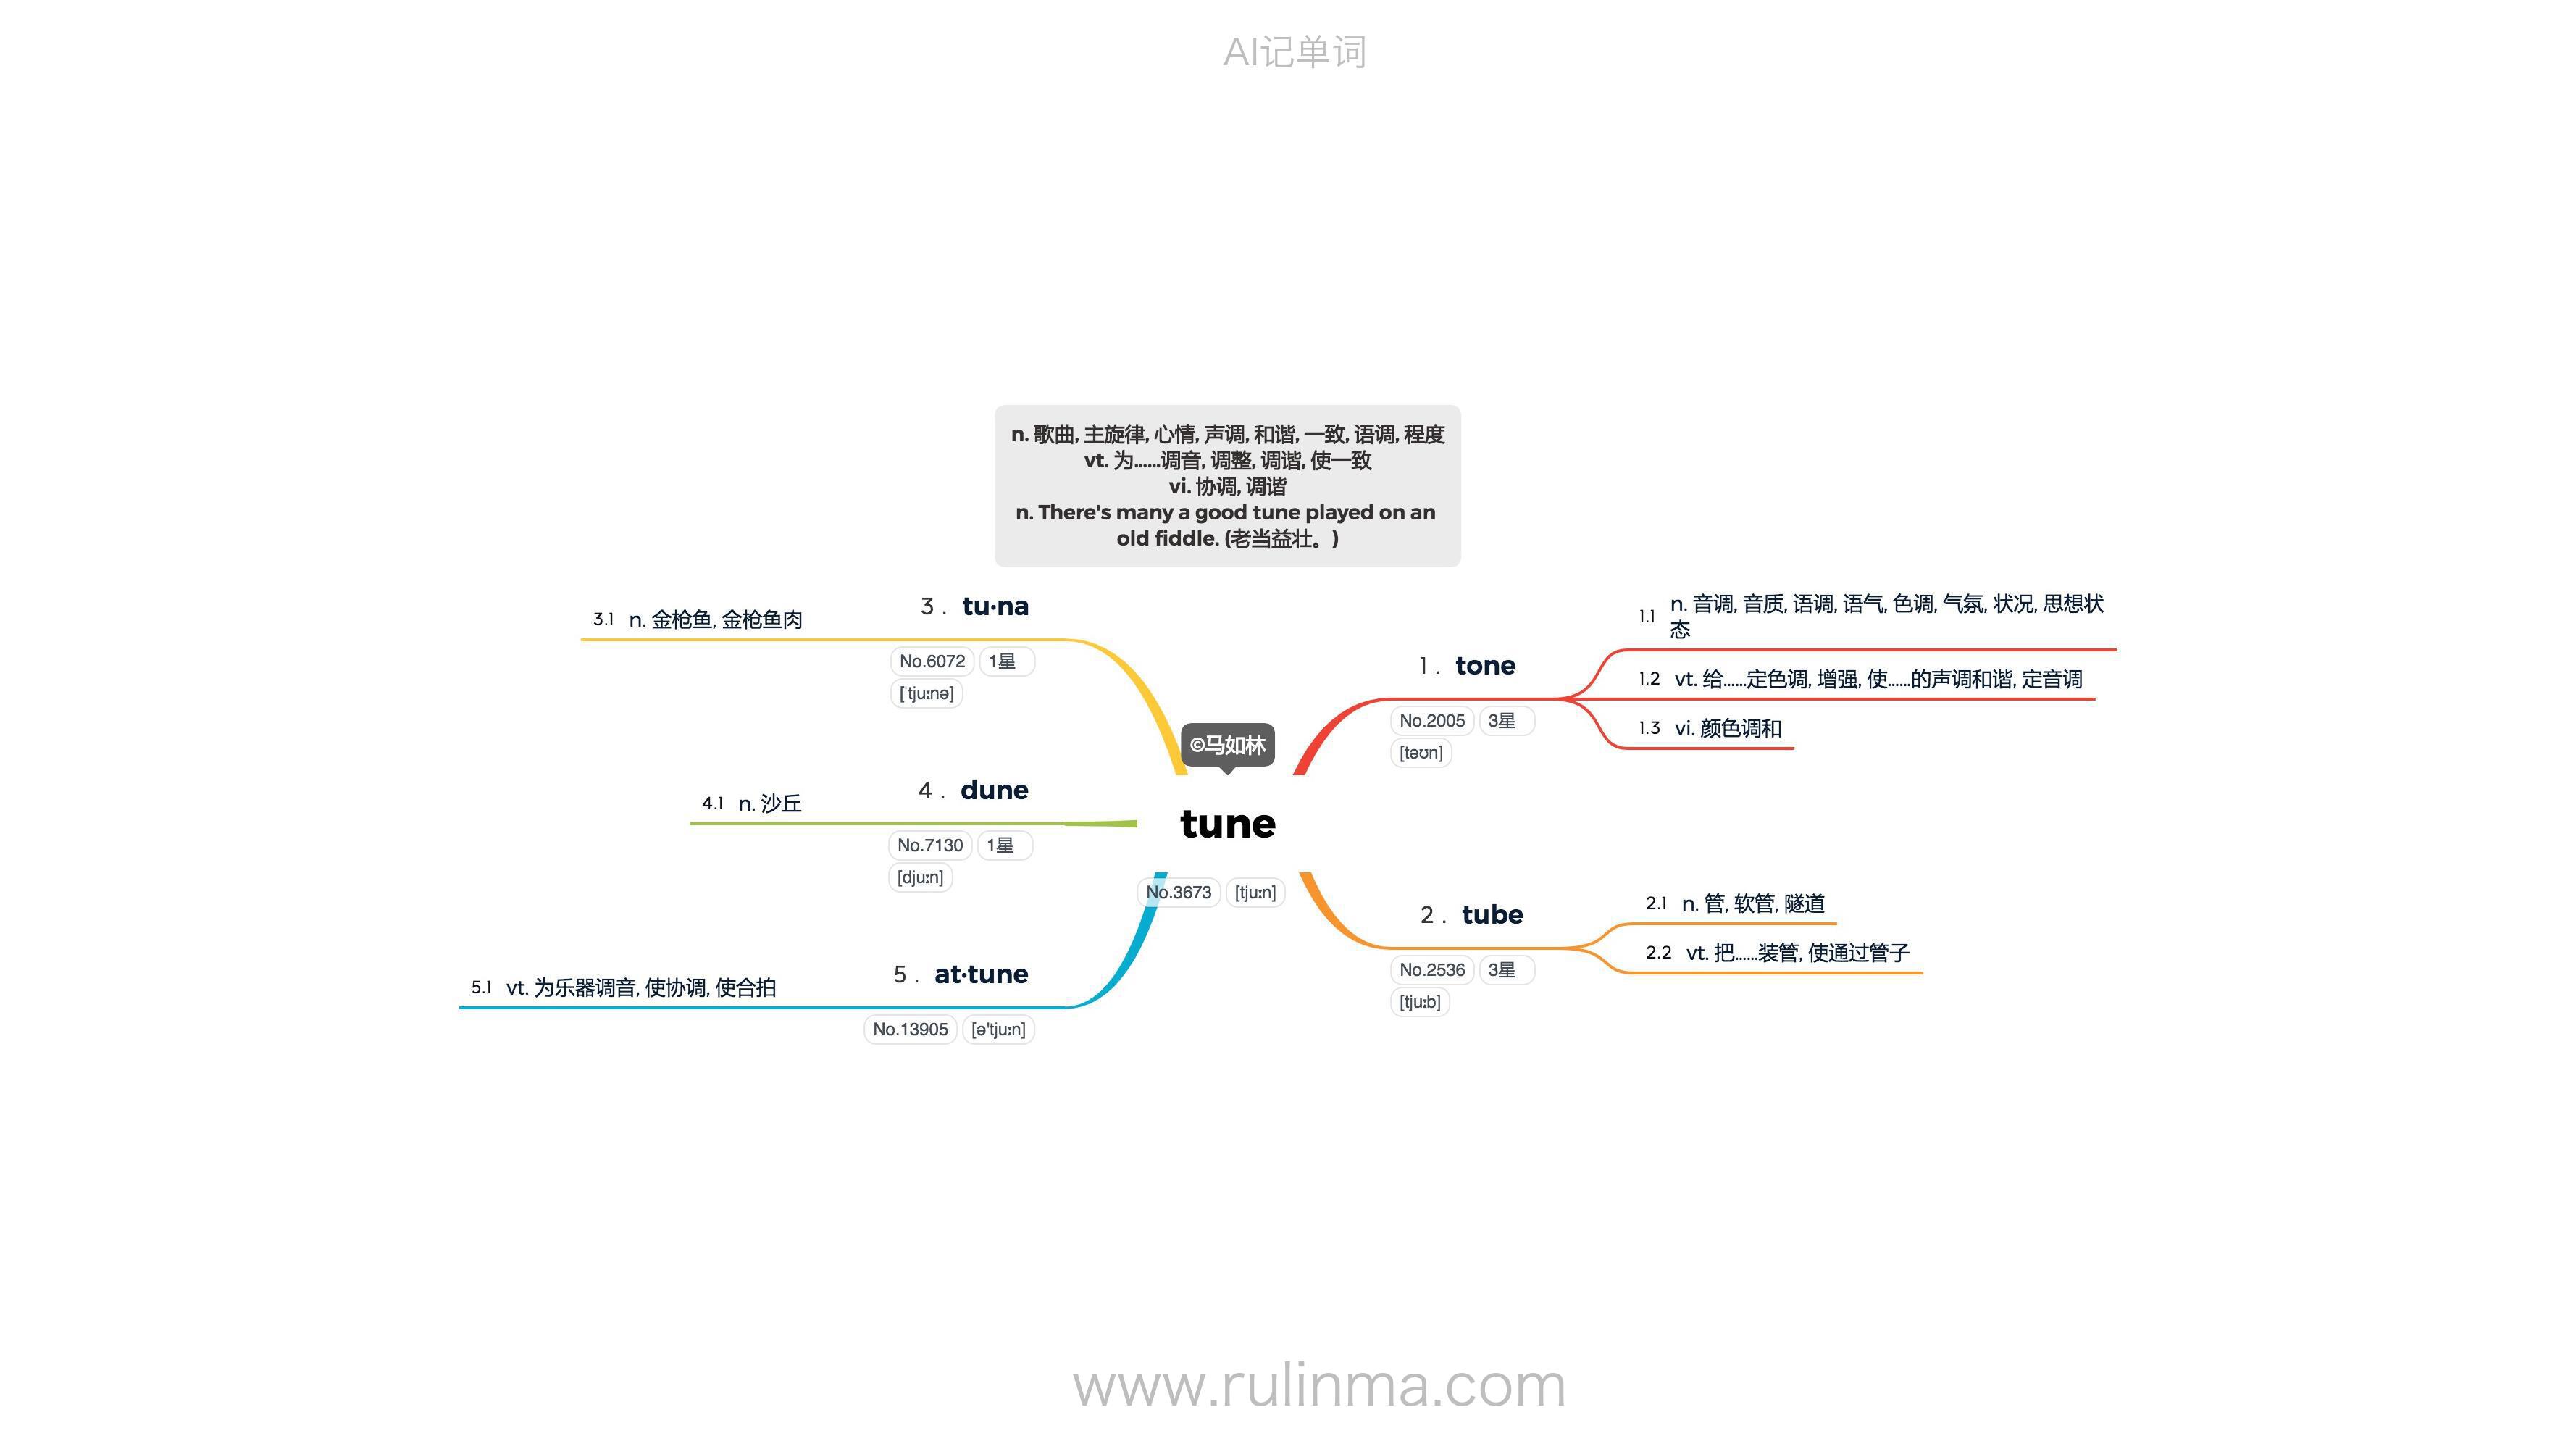 AI记单词
n. 歌曲, 主旋律, 心情, 声调, 和谐, 一致, 语调, 程度
vt. 为……调音, 调整, 调谐, 使一致
vi. 协调, 调谐
n. There's many a good tune played on an
old fiddle. (老当益壮。)
©马如林
tune
No.3673 [tjuːn]
1. tone
No.2005 3星
[təʊn]
1.1 n. 音调, 音质, 语调, 语气, 色调, 气氛, 状况, 思想状
态
1.2 vt. 给……定色调, 增强, 使……的声调和谐, 定音调
1.3 vi. 颜色调和
2. tube
No.2536 3星
[tjuːb]
2.1 n. 管, 软管, 隧道
2.2 vt. 把……装管, 使通过管子
3. tu·na
No.6072 1星
[ˈtjuːnə]
3.1 n. 金枪鱼, 金枪鱼肉
4. dune
No.7130 1星
[djuːn]
4.1 n. 沙丘
5. at·tune
No.13905 [ə'tjuːn]
5.1 vt. 为乐器调音, 使协调, 使合拍
www.rulinma.com